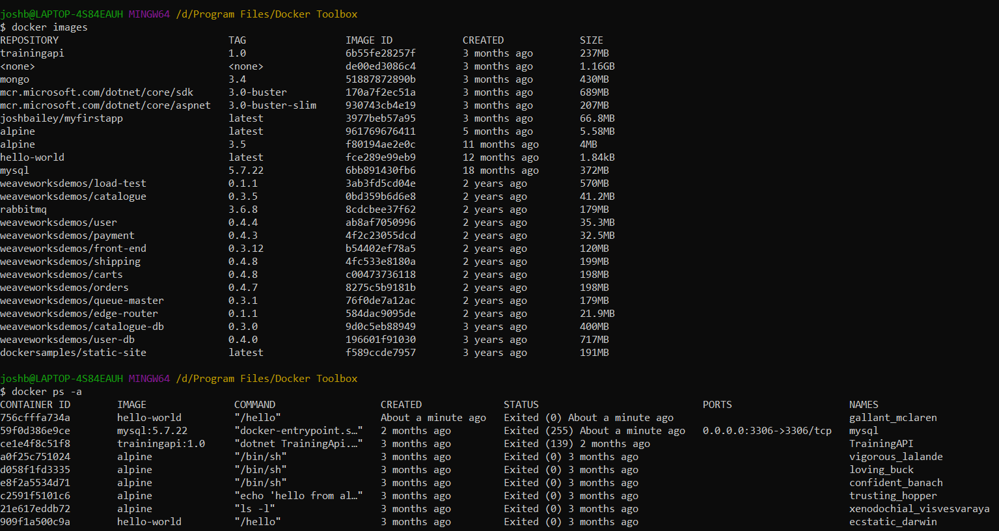 joshb@LAPTOP-4S84EAUH MINGW64 /d/Program Files/Docker Toolbox
$ docker images
REPOSITORY TAG IMAGE ID CREATED SIZE
trainingapi 1.0 6b55fe28257f 3 months ago 237MB
<none> <none> de00ed3086c4 3 months ago 1.16GB
mongo 3.4 51887872890b 3 months ago 430MB
mcr.microsoft.com/dotnet/core/sdk 3.0-buster 170a7f2ec51a 3 months ago 689MB
mcr.microsoft.com/dotnet/core/aspnet 3.0-buster-slim 930743cb4e19 3 months ago 207MB
joshbailey/myfirstapp latest 3977beb57a95 3 months ago 66.8MB
alpine latest 961769676411 5 months ago 5.58MB
alpine 3.5 f80194ae2e0c 11 months ago 4MB
hello-world latest fce289e99eb9 12 months ago 1.84kB
mysql 5.7.22 6bb891430fb6 18 months ago 372MB
weaveworksdemos/load-test 0.1.1 3ab3fd5cd04e 2 years ago 570MB
weaveworksdemos/catalogue 0.3.5 0bd359b6d6e8 2 years ago 41.2MB
rabbitmq 3.6.8 8cdcbee37f62 2 years ago 179MB
weaveworksdemos/user 0.4.4 ab8af7050996 2 years ago 35.3MB
weaveworksdemos/payment 0.4.3 4f2c23055dcd 2 years ago 32.5MB
weaveworksdemos/front-end 0.3.12 b54402ef78a5 2 years ago 120MB
weaveworksdemos/shipping 0.4.8 4fc533e8180a 2 years ago 199MB
weaveworksdemos/carts 0.4.8 c00473736118 2 years ago 198MB
weaveworksdemos/orders 0.4.7 8275c5b9181b 2 years ago 198MB
weaveworksdemos/queue-master 0.3.1 76f0de7a12ac 2 years ago 179MB
weaveworksdemos/edge-router 0.1.1 584dac9095de 2 years ago 21.9MB
weaveworksdemos/catalogue-db 0.3.0 9d0c5eb88949 3 years ago 400MB
weaveworksdemos/user-db 0.4.0 196601f91030 3 years ago 717MB
dockersamples/static-site latest f589ccde7957 3 years ago 191MB
joshb@LAPTOP-4S84EAUH MINGW64 /d/Program Files/Docker Toolbox
$ docker ps -a
CONTAINER ID IMAGE COMMAND CREATED STATUS PORTS NAMES
756cfffa734a hello-world "/hello" About a minute ago Exited (0) About a minute ago gallant_mclaren
59f0d386e9ce mysql:5.7.22 "docker-entrypoint.s…" 2 months ago Exited (255) About a minute ago 0.0.0.0:3306->3306/tcp mysql
ce1e4f8c51f8 trainingapi:1.0 "dotnet TrainingApi.…" 3 months ago Exited (139) 2 months ago TrainingAPI
a0f25c751024 alpine "/bin/sh" 3 months ago Exited (0) 3 months ago vigorous_lalande
d058f1fd3335 alpine "/bin/sh" 3 months ago Exited (0) 3 months ago loving_buck
e8f2a5534d71 alpine "/bin/sh" 3 months ago Exited (0) 3 months ago confident_banach
c2591f5101c6 alpine "echo 'hello from al…" 3 months ago Exited (0) 3 months ago trusting_hopper
21e617eddb72 alpine "ls -l" 3 months ago Exited (0) 3 months ago xenodochial_visvesvaraya
909f1a500c9a hello-world "/hello" 3 months ago Exited (0) 3 months ago ecstatic_darwin